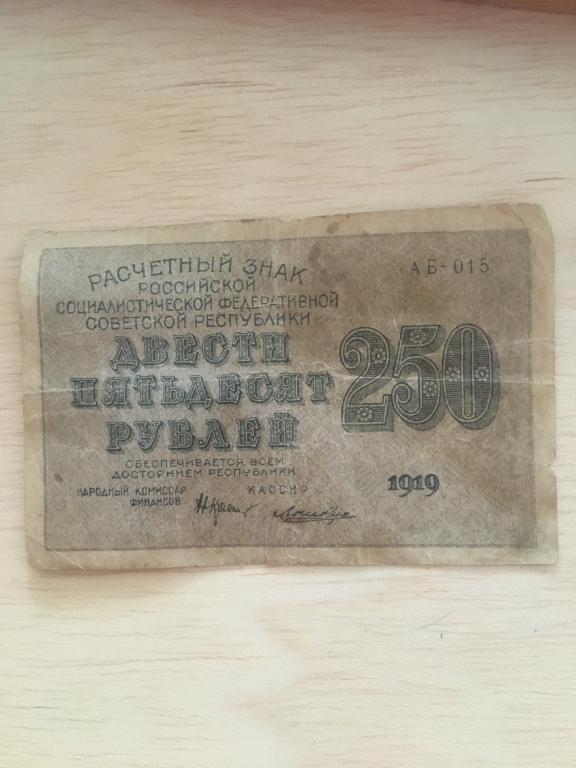 РАСЧЕТНЫЙ ЗНАК
РОССИЙСКОЙ
СОЦИАЛИСТИЧЕСКОЙ ФЕДЕРАТИВНОЙ
СОВЕТСКОЙ РЕСПУБЛИКИ
АБ-015
ДВЕСТИ
ПЯТЬДЕСЯТ
РУБЛЕЙ
250
ОБЕСПЕЧИВАЕТСЯ ВСЕМ
ДОСТОЯНИЕМ РЕСПУБЛИКИ
НАРОДНЫЙ КОМИССАР
ФИНАНСОВ
КАССИР
1919